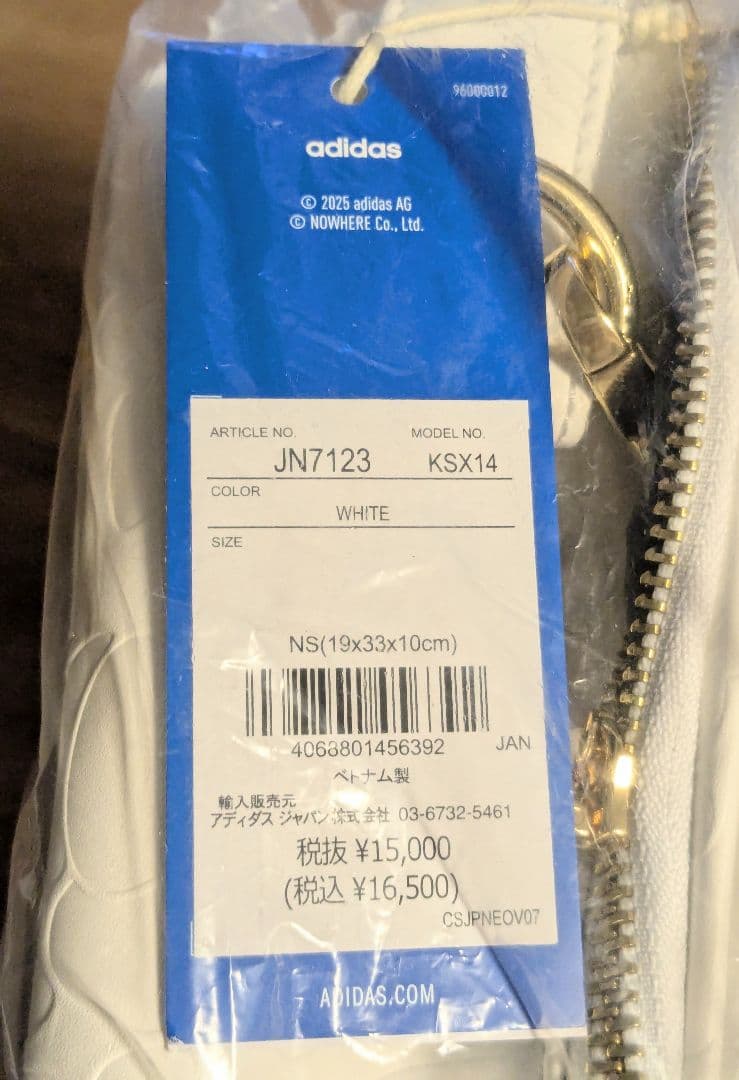 96000012
adidas
© 2025 adidas AG
© NOWHERE Co., Ltd.
ARTICLE NO. MODEL NO.
JN7123 KSX14
COLOR
WHITE
SIZE
NS(19x33x10cm)
4068801456392 JAN
ベトナム製
輸入販売元
アディダス ジャパン株式会社 03-6732-5461
税抜 ¥15,000
(税込 ¥16,500)
CSJPNEOV07
ADIDAS.COM